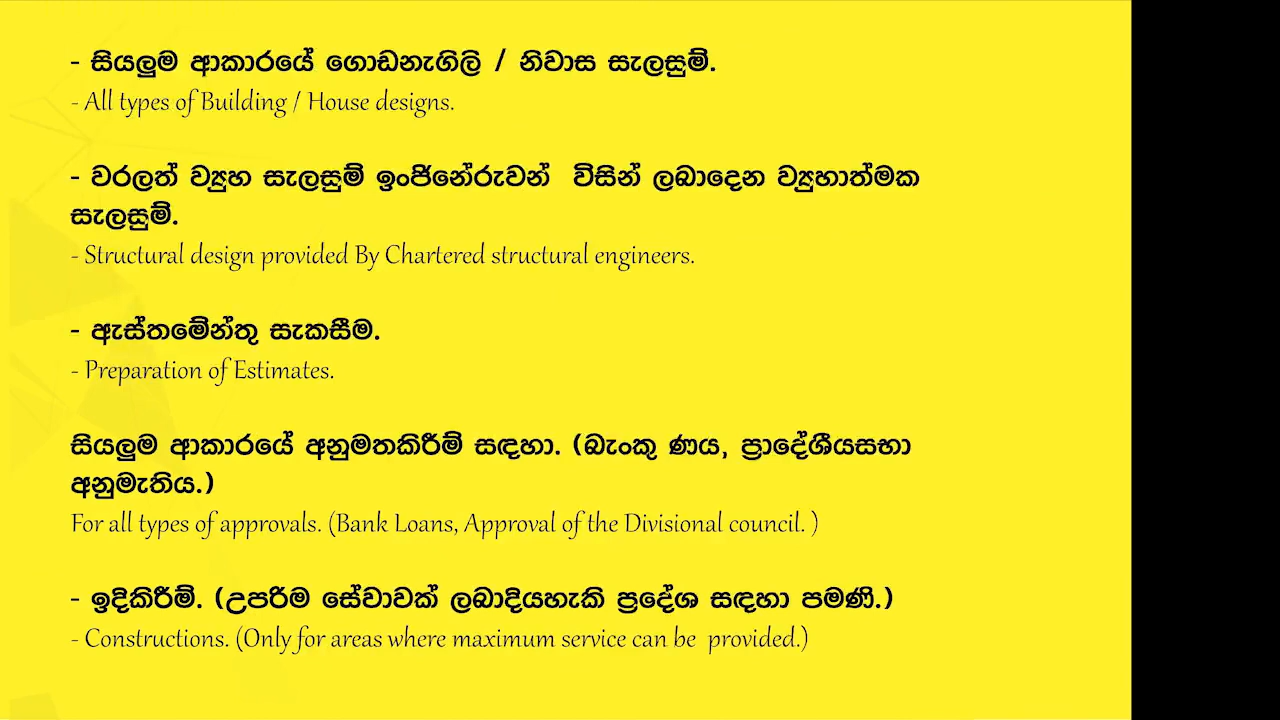 - සියලුම ආකාරයේ ගොඩනැගිලි / නිවාස සැලසුම්.
- All types of Building / House designs.
- වරලත් ව්‍යුහ සැලසුම් ඉංජිනේරුවන්  විසින් ලබාදෙන ව්‍යුහාත්මක
සැලසුම්.
- Structural design provided By Chartered structural engineers.
- ඇස්තමේන්තු සැකසීම.
- Preparation of Estimates.
සියලුම ආකාරයේ අනුමතකිරීම් සඳහා. (බැංකු ණය, ප්‍රාදේශීයසභා
අනුමැතිය.)
For all types of approvals. (Bank Loans, Approval of the Divisional council. )
- ඉදිකිරීම්. (උපරිම සේවාවක් ලබාදියහැකි ප්‍රදේශ සඳහා පමණි.)
- Constructions. (Only for areas where maximum service can be  provided.)